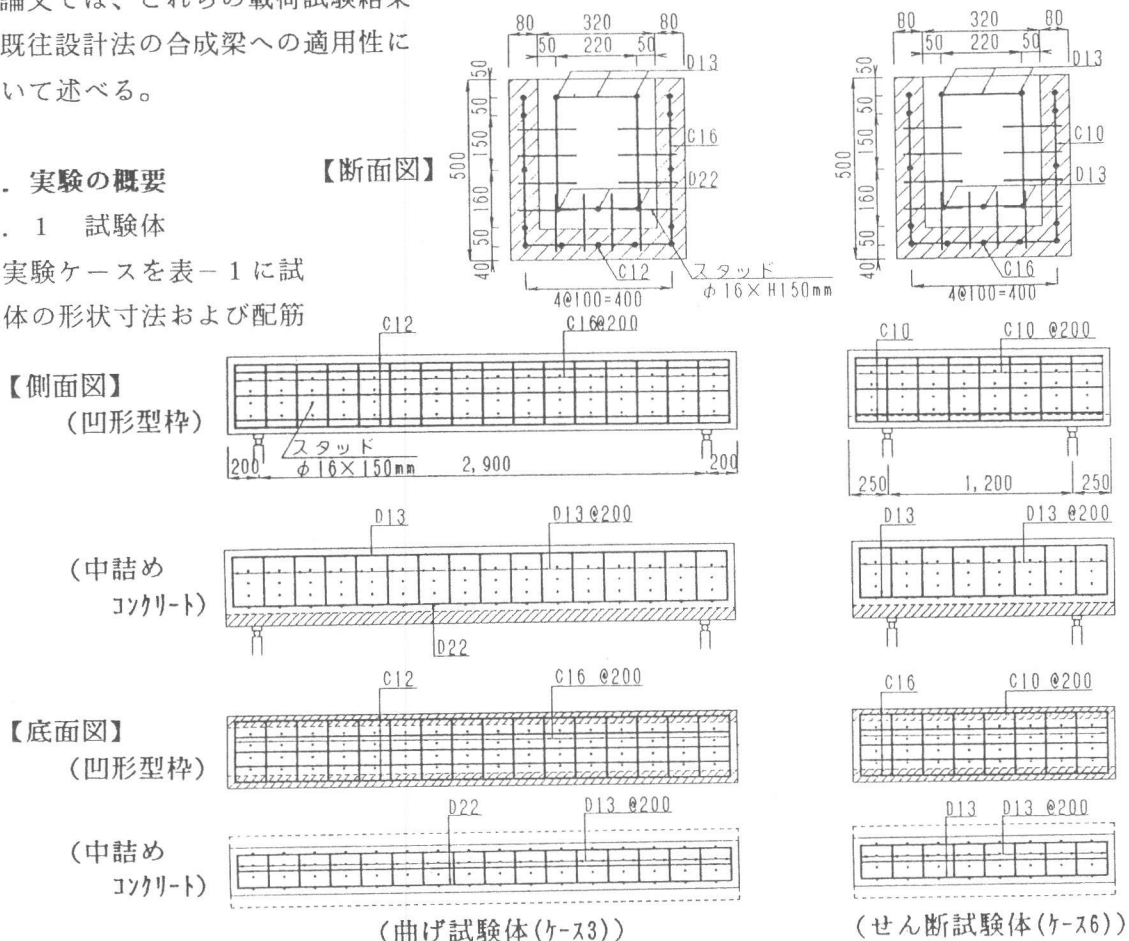 論文では、これらの載荷試験結果
既往設計法の合成梁への適用性に
いて述べる。
．実験の概要
．1　試験体
実験ケースを表－1に試
体の形状寸法および配筋
【断面図】
80 320 80
50 220 50
D13
50
50
150
500
160
50
40
C16
D22
C12
スタッド
φ16×H150mm
4@100=400
80 320 80
50 220 50
D13
50
50
150
500
160
50
40
C10
D13
C16
4@100=400
【側面図】
(凹形型枠)
C12
C16@200
スタッド
φ16×150mm
200 2,900 200
C10
C10 @200
250 1,200 250
(中詰め
コンクリート)
D13
D13@200
D22
D13
D13 @200
【底面図】
(凹形型枠)
C12
C16 @200
C16
C10 @200
(中詰め
コンクリート)
D22
D13 @200
D13
D13 @200
(曲げ試験体(ケース3))
(せん断試験体(ケース6))